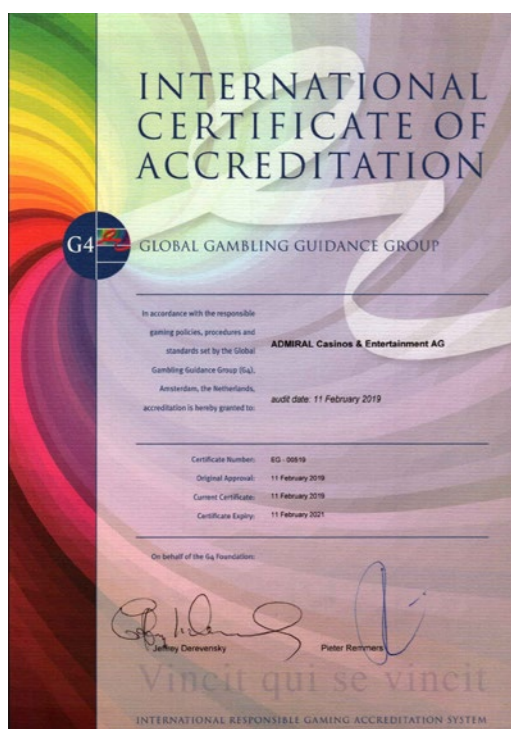 INTERNATIONAL
CERTIFICATE OF
ACCREDITATION
G4
GLOBAL GAMBLING GUIDANCE GROUP
In accordance with the responsible
gaming policies, procedures and
standards set by the Global
Gambling Guidance Group (G4),
Amsterdam, the Netherlands,
accreditation is hereby granted to:
ADMIRAL Casinos & Entertainment AG
audit date: 11 February 2019
Certificate Number: EG - 00519
Original Approval: 11 February 2019
Current Certificate: 11 February 2019
Certificate Expiry: 11 February 2021
On behalf of the G4 Foundation:
Jeffrey Derevensky
Pieter Remmers
Vincit qui se vincit
INTERNATIONAL RESPONSIBLE GAMING ACCREDITATION SYSTEM